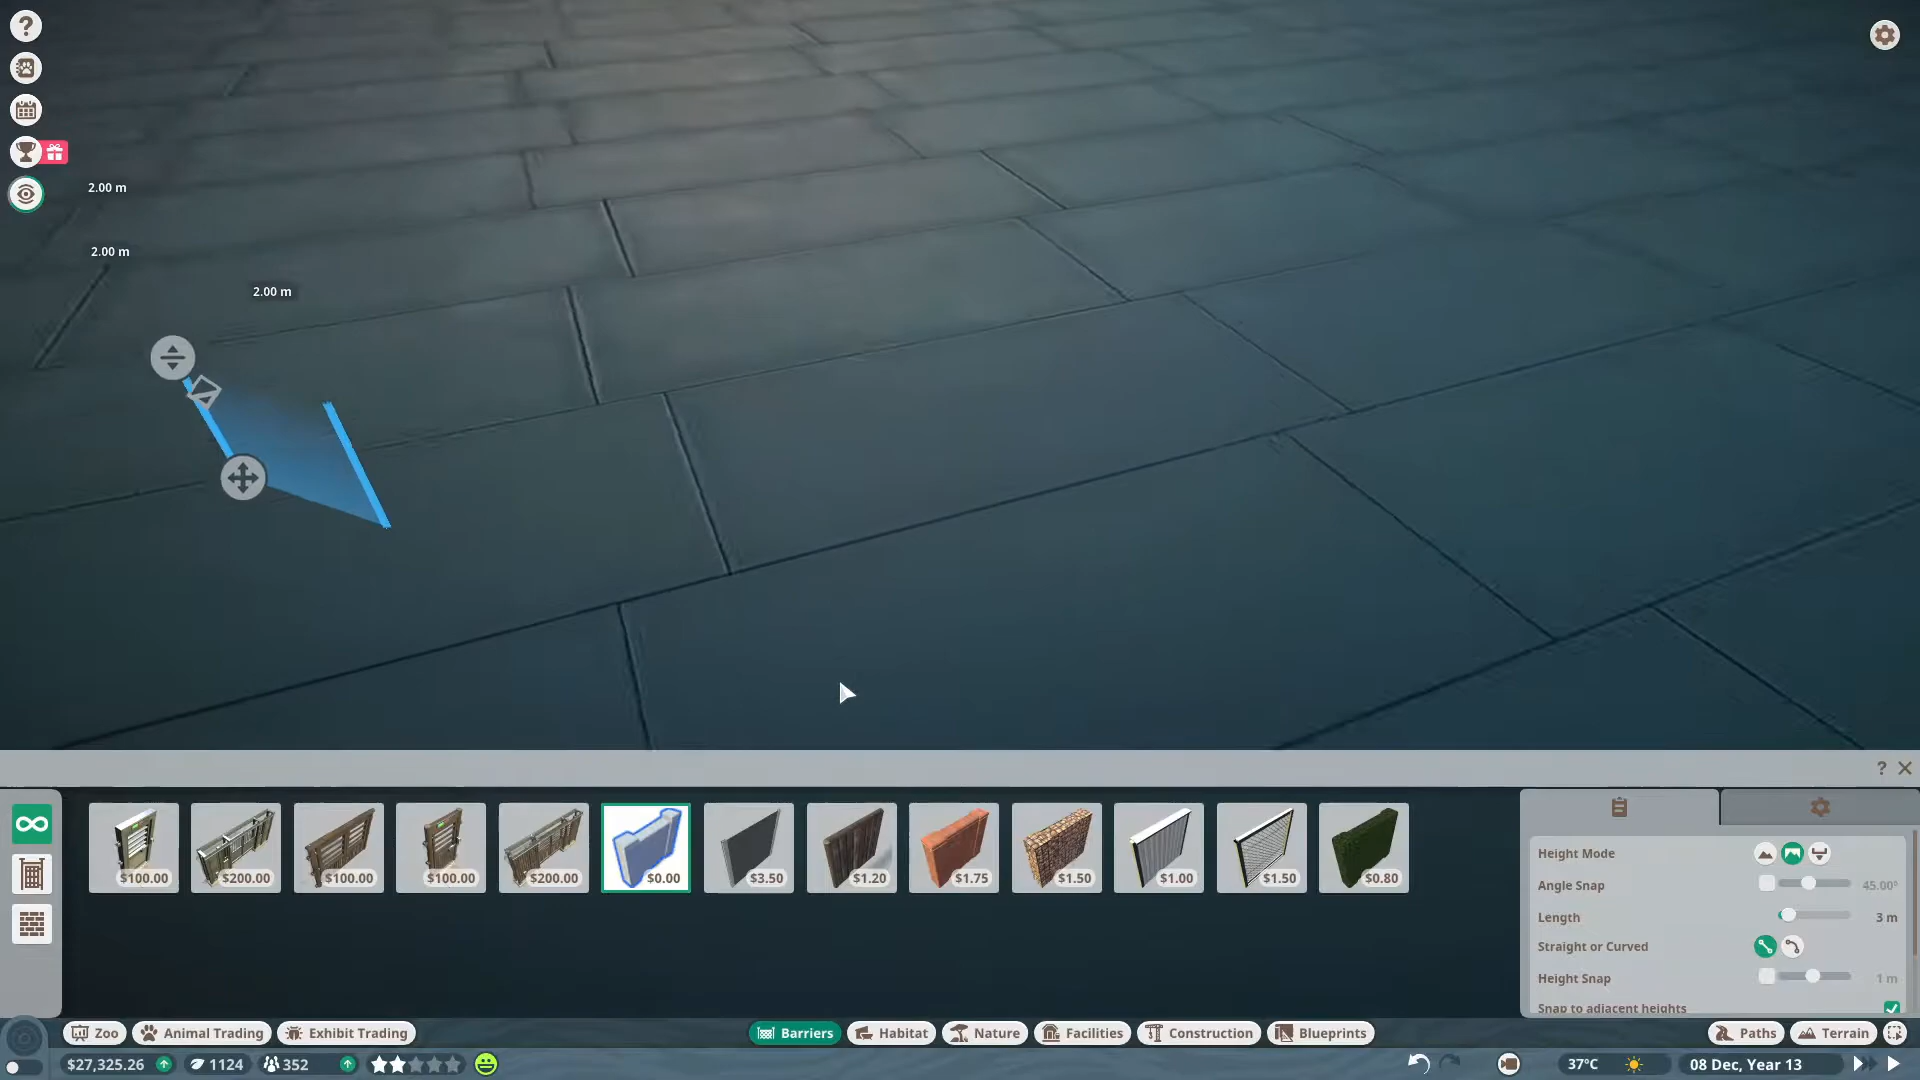 2.00 m
2.00 m
2.00 m
?
$100.00
$200.00
$100.00
$100.00
$200.00
$0.00
$3.50
$1.20
$1.75
$1.50
$1.00
$1.50
$0.80
Height Mode
Angle Snap 45.00°
Length 3 m
Straight or Curved
Height Snap 1 m
Snap to adjacent heights
Zoo
Animal Trading
Exhibit Trading
Barriers
Habitat
Nature
Facilities
Construction
Blueprints
Paths
Terrain
$27,325.26
1124
352
37°C
08 Dec, Year 13